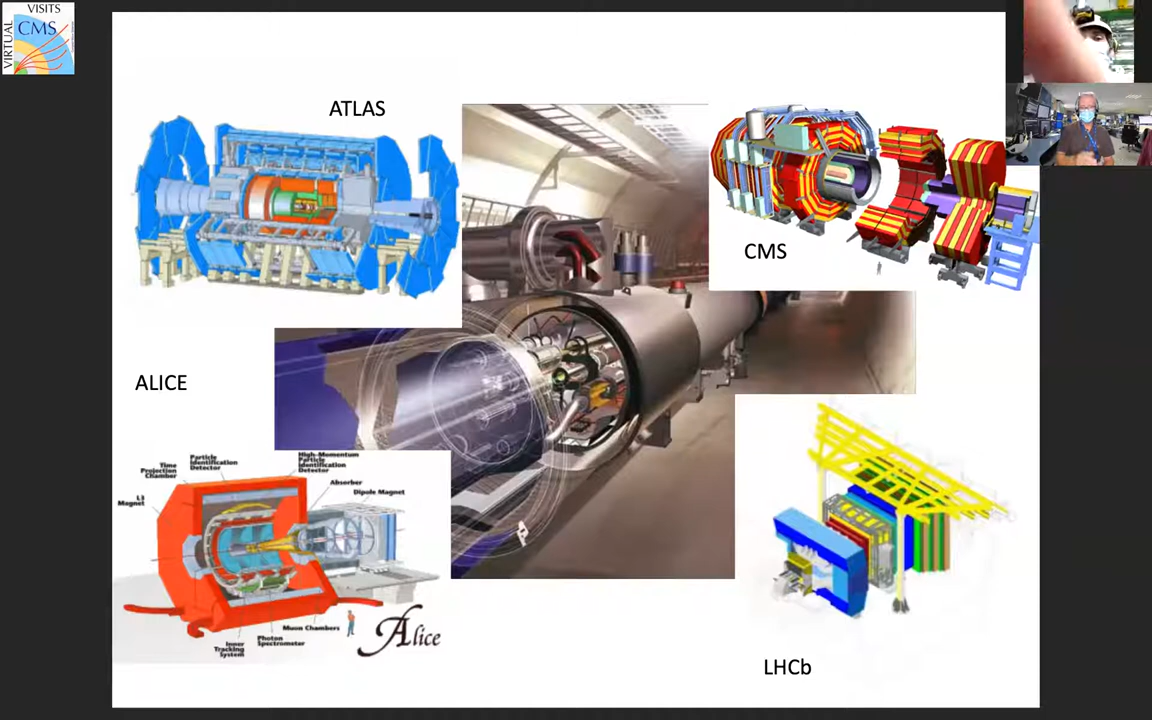 VISITS
CMS
VIRTUAL
ATLAS
CMS
ALICE
Time
Projection
Chamber
Particle
Identification
Detector
High-Momentum
Particle
Identification
Detector
Absorber
Dipole Magnet
L3
Magnet
Inner
Tracking
System
Photon
Spectrometer
Muon Chambers
Alice
LHCb